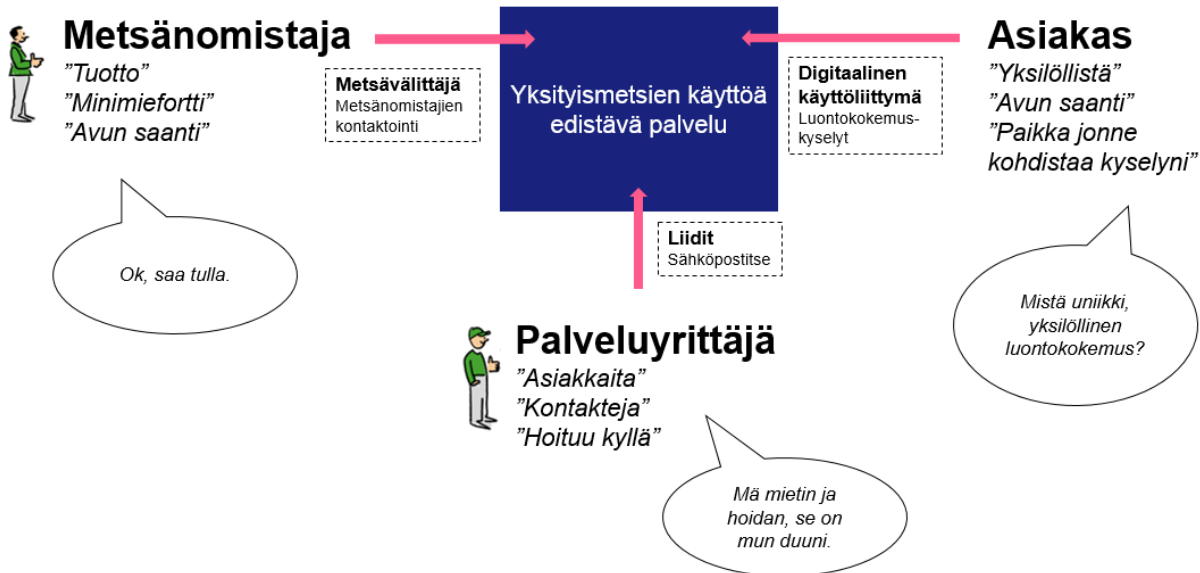 Metsänomistaja
"Tuotto"
"Minimiefortti"
"Avun saanti"
Ok, saa tulla.
Metsävälittäjä
Metsänomistajien
kontaktointi
Yksityismetsien käyttöä
edistävä palvelu
Digitaalinen
käyttöliittymä
Luontokokemus-
kyselyt
Asiakas
"Yksilöllistä"
"Avun saanti"
"Paikka jonne
kohdistaa kyselyni"
Mistä uniikki,
yksilöllinen
luontokokemus?
Liidit
Sähköpostitse
Palveluyrittäjä
"Asiakkaita"
"Kontakteja"
"Hoituu kyllä"
Mä mietin ja
hoidan, se on
mun duuni.